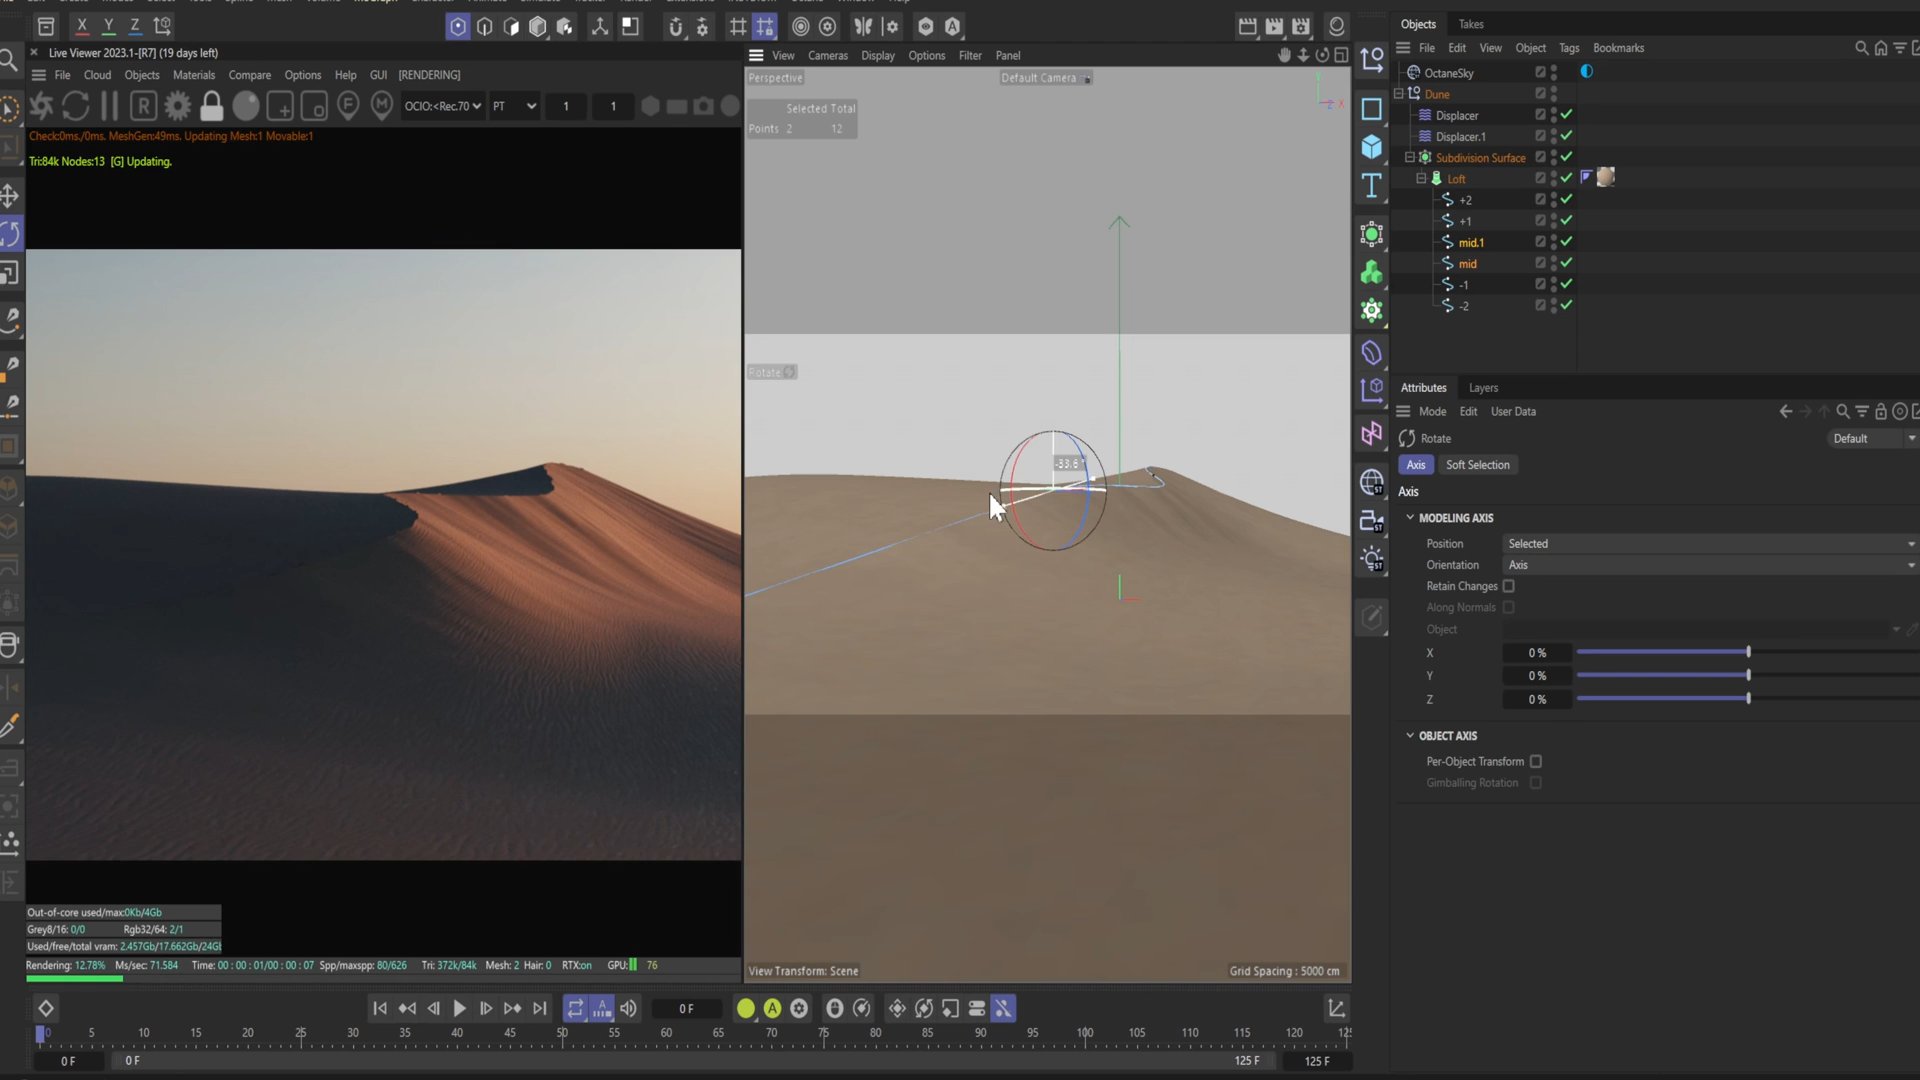 X Y Z
Live Viewer 2023.1-[R7] (19 days left)
File Cloud Objects Materials Compare Options Help GUI [RENDERING]
R F M OCIO:<Rec.70 PT 1 1
Check:0ms./0ms. MeshGen:49ms. Updating Mesh:1 Movable:1
Tri:84k Nodes:13 [G] Updating.
Out-of-core used/max:0Kb/4Gb
Grey8/16: 0/0 Rgb32/64: 2/1
Used/free/total vram: 2.457Gb/17.662Gb/24Gb
Rendering: 12.78% Ms/sec: 71.584 Time: 00 : 00 : 01/00 : 00 : 07 Spp/maxspp: 80/626 Tri: 372k/84k Mesh: 2 Hair: 0 RTX:on GPU: 76
View Cameras Display Options Filter Panel
Perspective Default Camera
Selected Total
Points 2 12
Y
Z X
Rotate
-33.6°
View Transform: Scene Grid Spacing : 5000 cm
T
ST
ST
ST
Objects Takes
File Edit View Object Tags Bookmarks
OctaneSky
Dune
Displacer
Displacer.1
Subdivision Surface
Loft
+2
+1
mid.1
mid
-1
-2
Attributes Layers
Mode Edit User Data
Rotate Default
Axis Soft Selection
Axis
MODELING AXIS
Position Selected
Orientation Axis
Retain Changes
Along Normals
Object
X 0 %
Y 0 %
Z 0 %
OBJECT AXIS
Per-Object Transform
Gimballing Rotation
A 0 F A
0 5 10 15 20 25 30 35 40 45 50 55 60 65 70 75 80 85 90 95 100 105 110 115 120
0 F 0 F 125 F 125 F